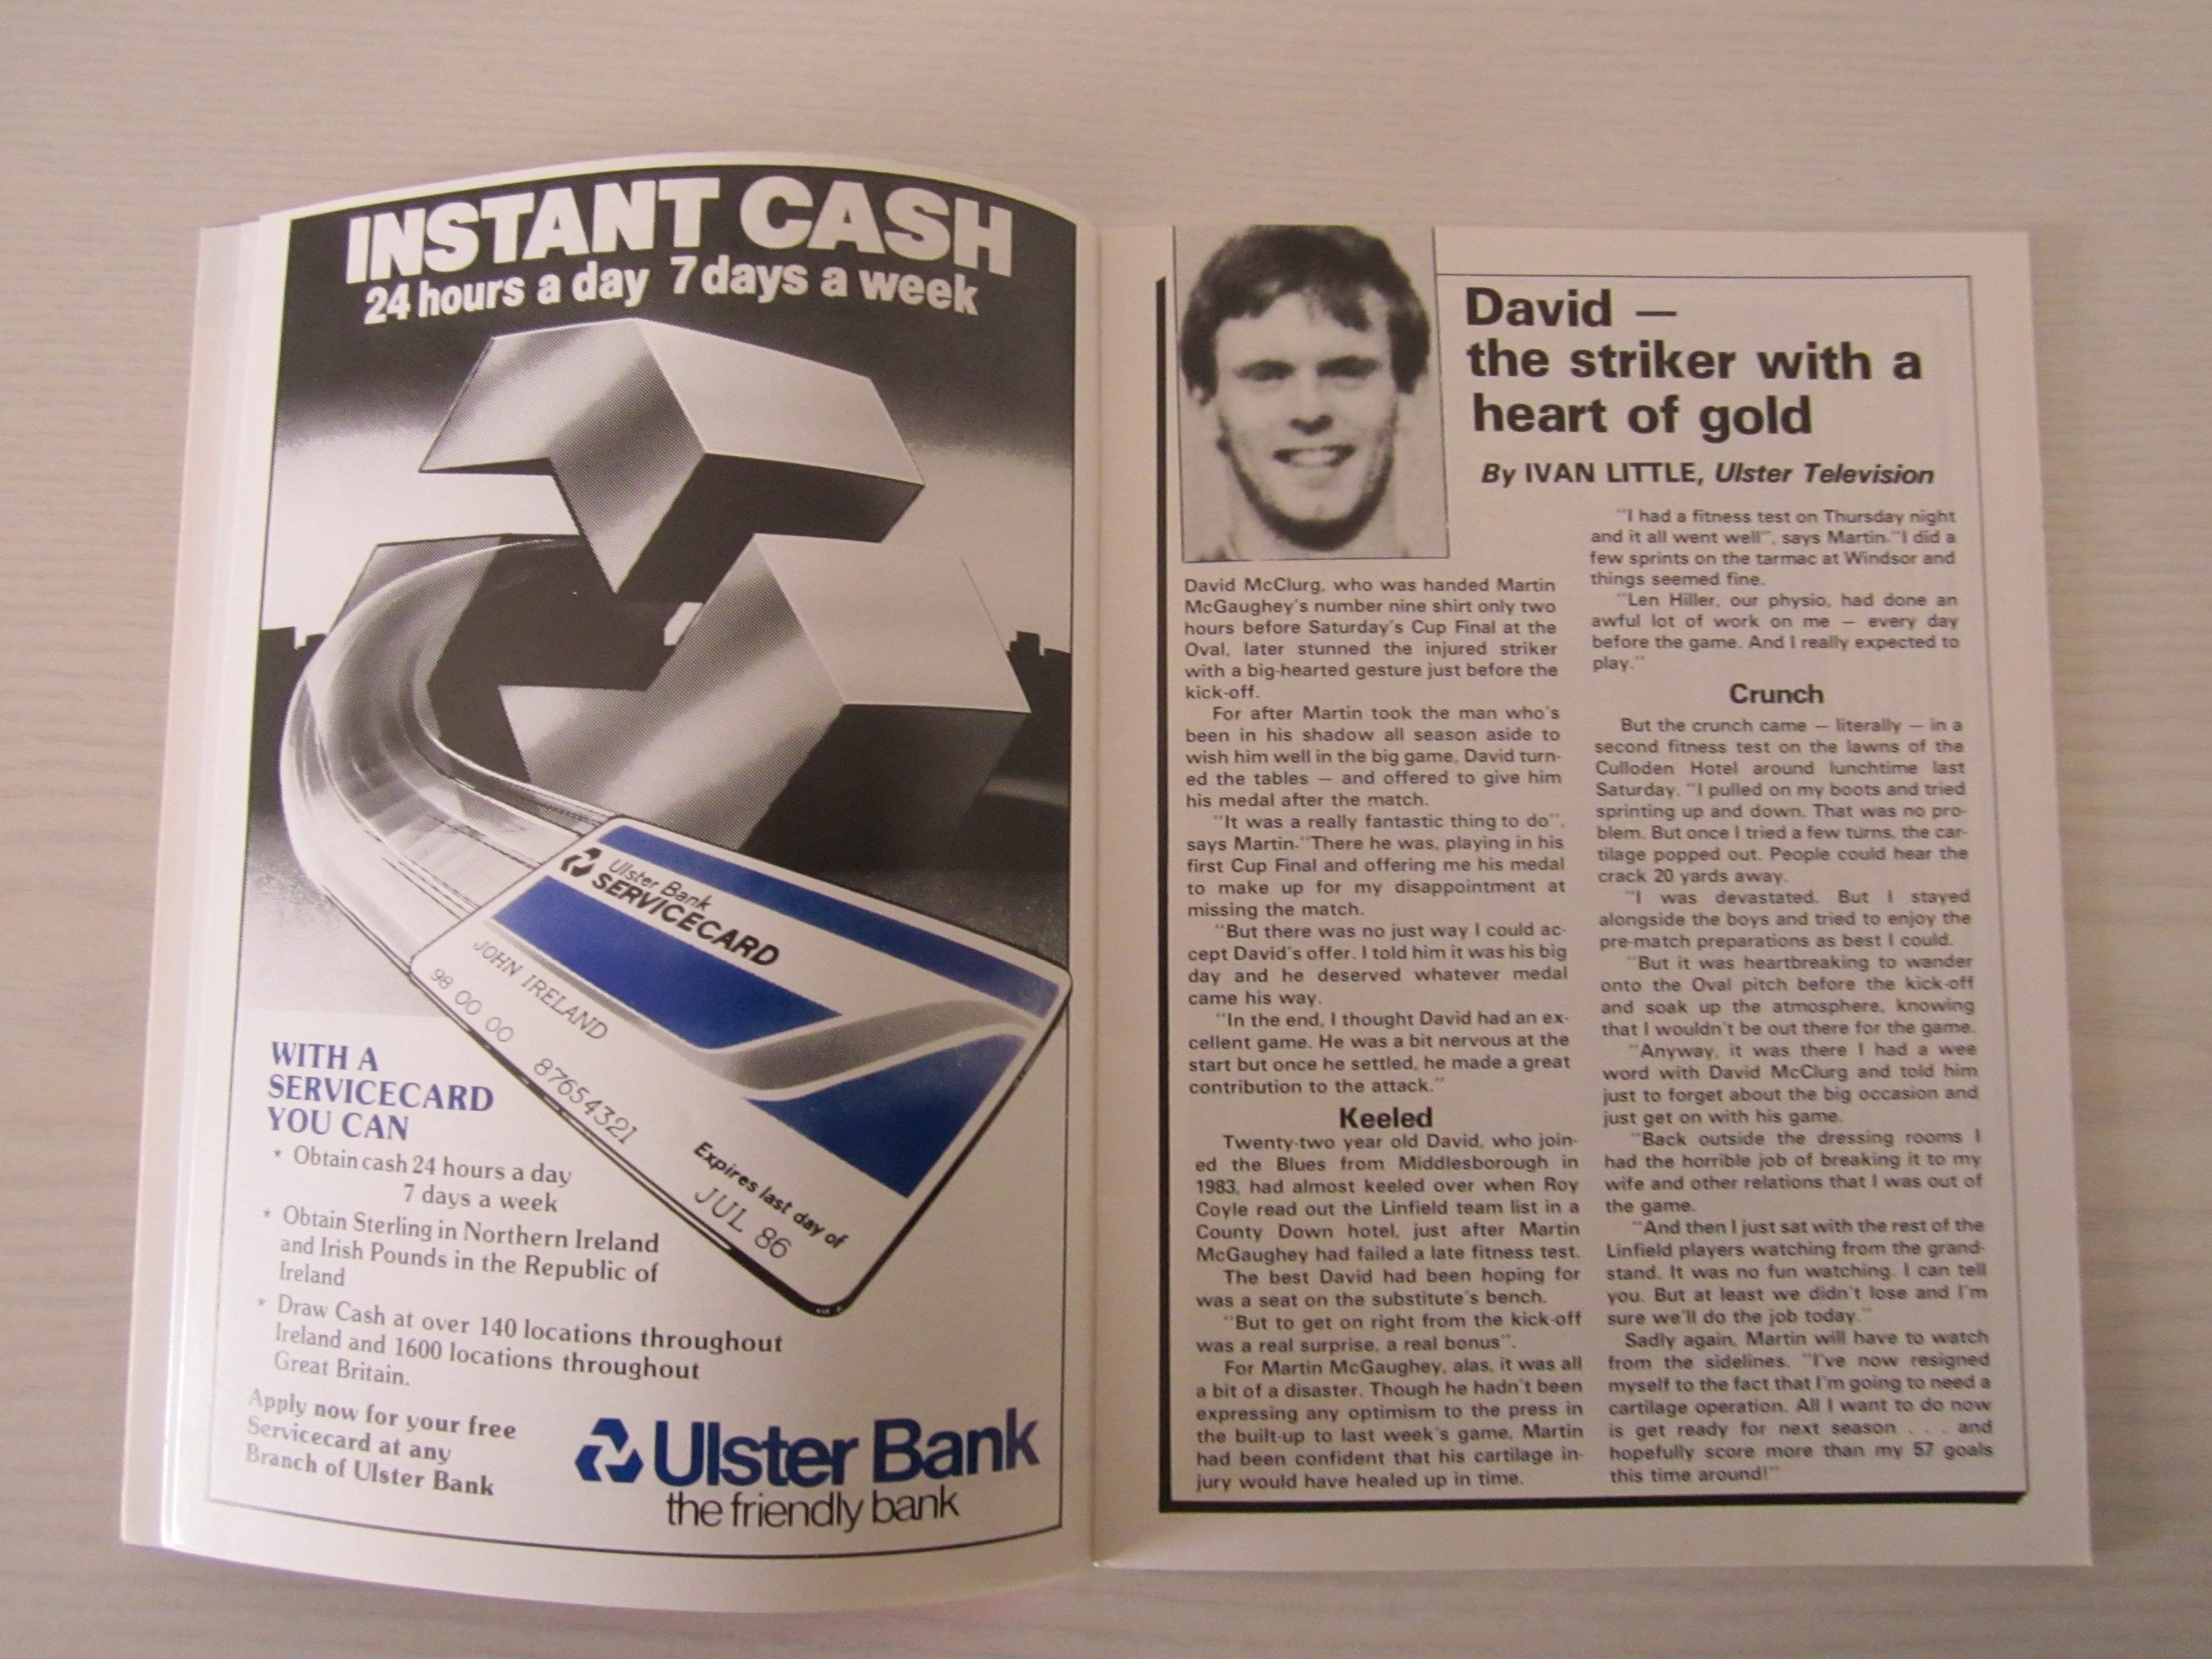 INSTANT CASH
24 hours a day 7 days a week
Ulster Bank
SERVICECARD
JOHN IRELAND
98 00 00 87654321
Expires last day of
JUL 86
WITH A
SERVICECARD
YOU CAN
* Obtain cash 24 hours a day
7 days a week
* Obtain Sterling in Northern Ireland
and Irish Pounds in the Republic of
Ireland
* Draw Cash at over 140 locations throughout
Ireland and 1600 locations throughout
Great Britain.
Apply now for your free
Servicecard at any
Branch of Ulster Bank
Ulster Bank
the friendly bank
David —
the striker with a
heart of gold
By IVAN LITTLE, Ulster Television
David McClurg, who was handed Martin
McGaughey's number nine shirt only two
hours before Saturday's Cup Final at the
Oval, later stunned the injured striker
with a big-hearted gesture just before the
kick-off.
For after Martin took the man who's
been in his shadow all season aside to
wish him well in the big game, David turn-
ed the tables — and offered to give him
his medal after the match.
"It was a really fantastic thing to do",
says Martin. "There he was, playing in his
first Cup Final and offering me his medal
to make up for my disappointment at
missing the match.
"But there was no just way I could ac-
cept David's offer. I told him it was his big
day and he deserved whatever medal
came his way.
"In the end, I thought David had an ex-
cellent game. He was a bit nervous at the
start but once he settled, he made a great
contribution to the attack."
Keeled
Twenty-two year old David, who join-
ed the Blues from Middlesborough in
1983, had almost keeled over when Roy
Coyle read out the Linfield team list in a
County Down hotel, just after Martin
McGaughey had failed a late fitness test.
The best David had been hoping for
was a seat on the substitute's bench.
"But to get on right from the kick-off
was a real surprise, a real bonus".
For Martin McGaughey, alas, it was all
a bit of a disaster. Though he hadn't been
expressing any optimism to the press in
the built-up to last week's game, Martin
had been confident that his cartilage in-
jury would have healed up in time.
"I had a fitness test on Thursday night
and it all went well", says Martin. "I did a
few sprints on the tarmac at Windsor and
things seemed fine.
"Len Hiller, our physio, had done an
awful lot of work on me — every day
before the game. And I really expected to
play."
Crunch
But the crunch came — literally — in a
second fitness test on the lawns of the
Culloden Hotel around lunchtime last
Saturday. "I pulled on my boots and tried
sprinting up and down. That was no pro-
blem. But once I tried a few turns, the car-
tilage popped out. People could hear the
crack 20 yards away.
"I was devastated. But I stayed
alongside the boys and tried to enjoy the
pre-match preparations as best I could.
"But it was heartbreaking to wander
onto the Oval pitch before the kick-off
and soak up the atmosphere, knowing
that I wouldn't be out there for the game.
"Anyway, it was there I had a wee
word with David McClurg and told him
just to forget about the big occasion and
just get on with his game.
"Back outside the dressing rooms I
had the horrible job of breaking it to my
wife and other relations that I was out of
the game.
"And then I just sat with the rest of the
Linfield players watching from the grand-
stand. It was no fun watching, I can tell
you. But at least we didn't lose and I'm
sure we'll do the job today."
Sadly again, Martin will have to watch
from the sidelines. "I've now resigned
myself to the fact that I'm going to need a
cartilage operation. All I want to do now
is get ready for next season . . . and
hopefully score more than my 57 goals
this time around!"